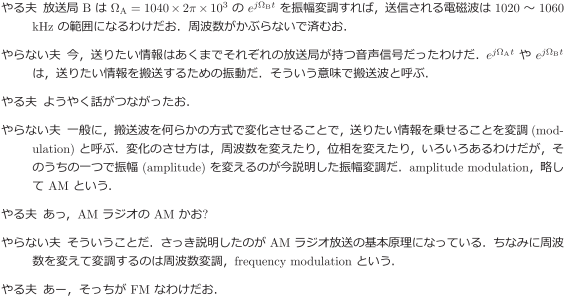 やる夫 放送局 B は Ω_A = 1040 × 2π × 10³ の e^{jΩ_B t} を振幅変調すれば，送信される電磁波は 1020 ～ 1060
kHz の範囲になるわけだお．周波数がかぶらないで済むお．
やらない夫 今，送りたい情報はあくまでそれぞれの放送局が持つ音声信号だったわけだ．e^{jΩ_A t} や e^{jΩ_B t}
は，送りたい情報を搬送するための振動だ．そういう意味で搬送波と呼ぶ．
やる夫 ようやく話がつながったお．
やらない夫 一般に，搬送波を何らかの方式で変化させることで，送りたい情報を乗せることを変調 (mod-
ulation) と呼ぶ．変化のさせ方は，周波数を変えたり，位相を変えたり，いろいろあるわけだが，そ
のうちの一つで振幅 (amplitude) を変えるのが今説明した振幅変調だ．amplitude modulation，略し
て AM という．
やる夫 あっ，AM ラジオの AM かお?
やらない夫 そういうことだ．さっき説明したのが AM ラジオ放送の基本原理になっている．ちなみに周波
数を変えて変調するのは周波数変調，frequency modulation という．
やる夫 あー，そっちが FM なわけだお．